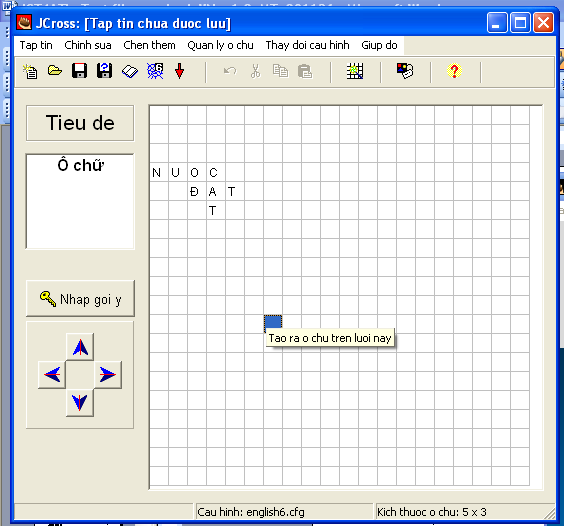 JCross: [Tap tin chua duoc luu]
Tap tin Chinh sua Chen them Quan ly o chu Thay doi cau hinh Giup do
Tieu de
Ô chữ
N U O C
Đ A T
T
Nhap goi y
Tao ra o chu tren luoi nay
Cau hinh: english6.cfg
Kich thuoc o chu: 5 x 3